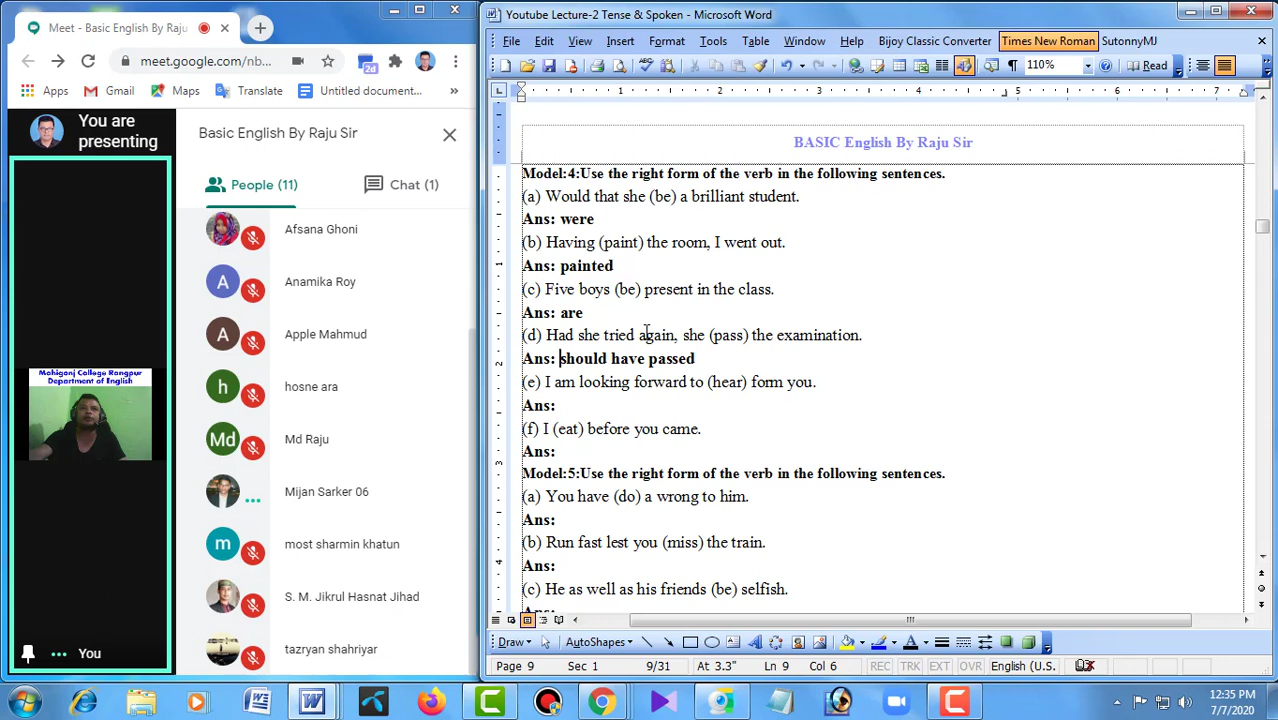 Meet - Basic English By Raju
meet.google.com/nb...
2d
Apps
Gmail
Maps
Translate
Untitled document...
»
You are
presenting
Basic English By Raju Sir
People (11)
Chat (1)
Afsana Ghoni
A
Anamika Roy
A
Apple Mahmud
h
hosne ara
Md
Md Raju
Mijan Sarker 06
m
most sharmin khatun
S. M. Jikrul Hasnat Jihad
tazryan shahriyar
Mahiganj College Rangpur
Department of English
You
Youtube Lecture-2 Tense & Spoken - Microsoft Word
File Edit View Insert Format Tools Table Window Help Bijoy Classic Converter Times New Roman SutonnyMJ
110%
Read
1 2 3 4 5 6 7
BASIC English By Raju Sir
Model:4:Use the right form of the verb in the following sentences.
(a) Would that she (be) a brilliant student.
Ans: were
(b) Having (paint) the room, I went out.
Ans: painted
(c) Five boys (be) present in the class.
Ans: are
(d) Had she tried again, she (pass) the examination.
Ans: should have passed
(e) I am looking forward to (hear) form you.
Ans:
(f) I (eat) before you came.
Ans:
Model:5:Use the right form of the verb in the following sentences.
(a) You have (do) a wrong to him.
Ans:
(b) Run fast lest you (miss) the train.
Ans:
(c) He as well as his friends (be) selfish.
Ans:
Draw AutoShapes
Page 9 Sec 1 9/31 At 3.3" Ln 9 Col 6 REC TRK EXT OVR English (U.S.
12:35 PM
7/7/2020